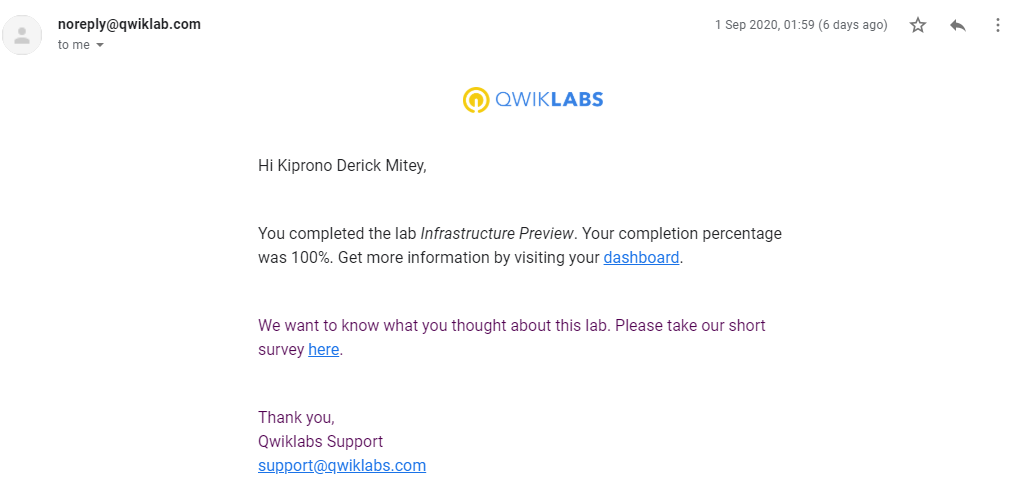 noreply@qwiklab.com
1 Sep 2020, 01:59 (6 days ago)
to me
QWIKLABS
Hi Kiprono Derick Mitey,
You completed the lab Infrastructure Preview. Your completion percentage
was 100%. Get more information by visiting your dashboard.
We want to know what you thought about this lab. Please take our short
survey here.
Thank you,
Qwiklabs Support
support@qwiklabs.com